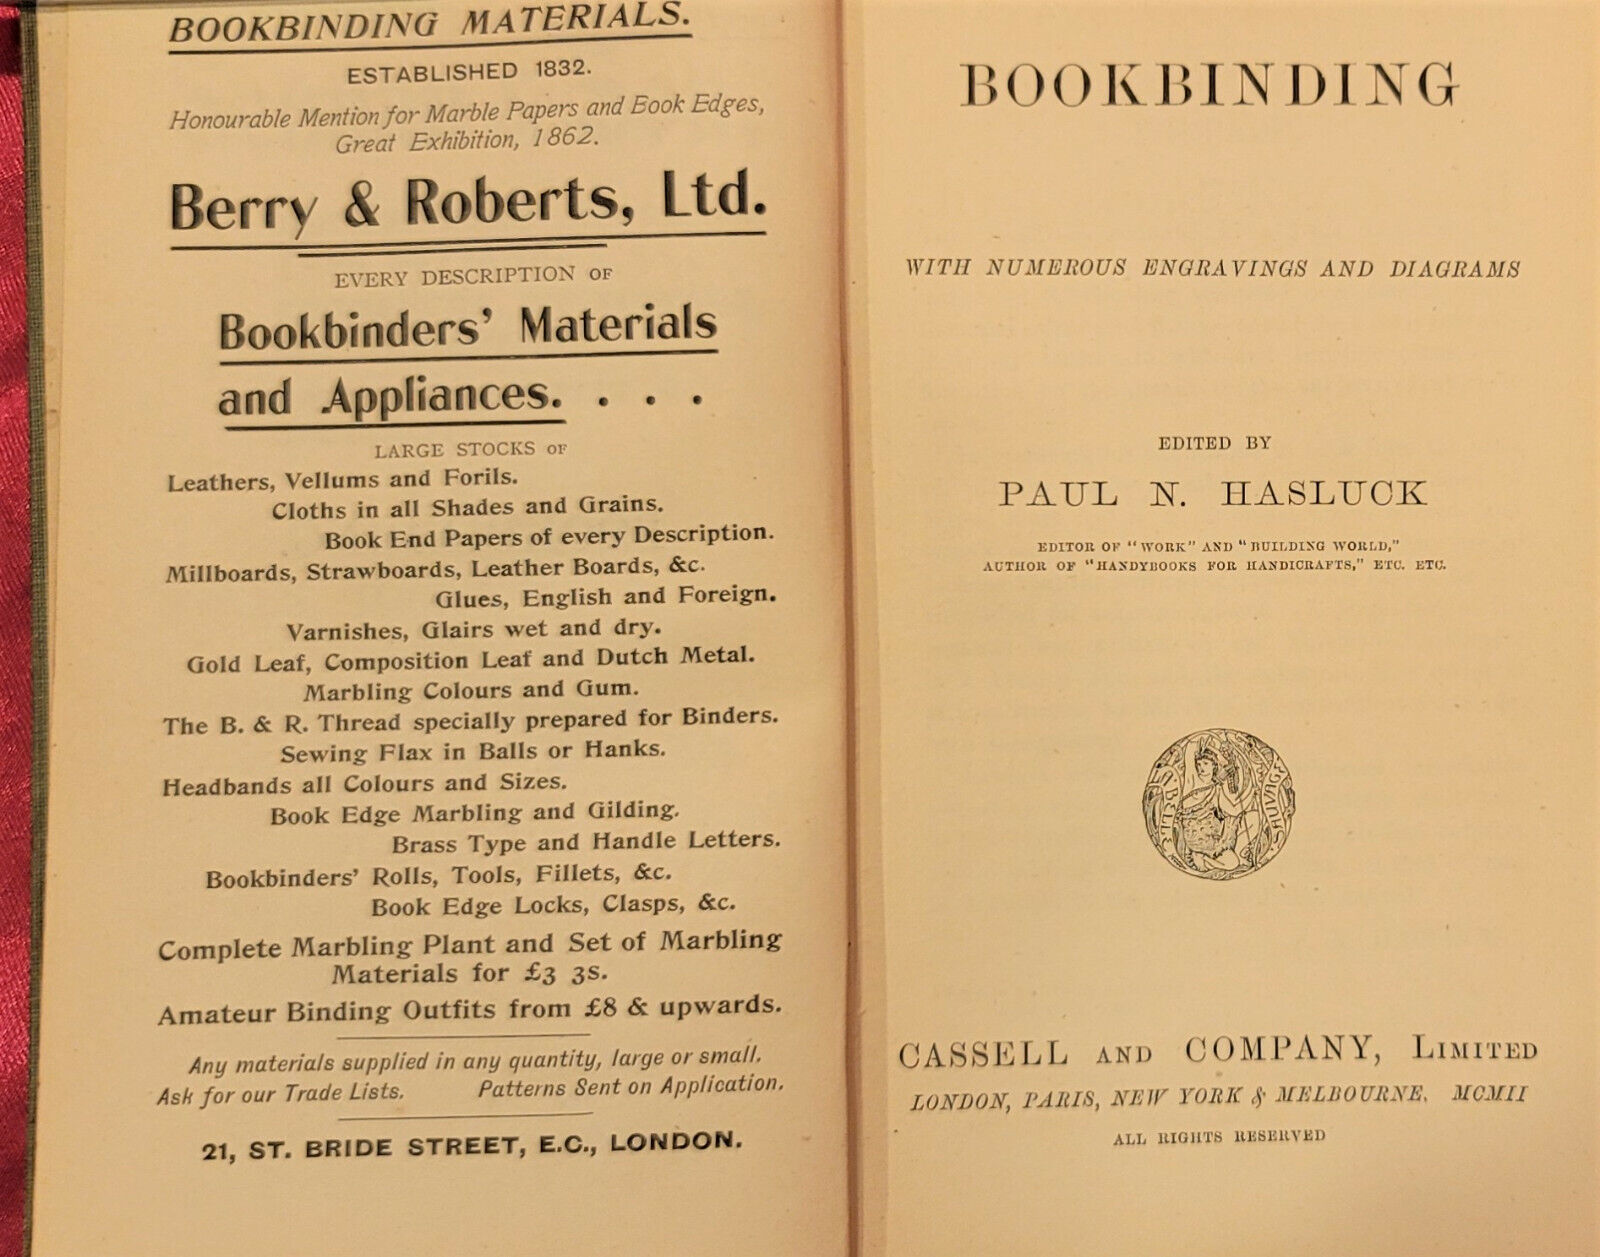 BOOKBINDING MATERIALS.
ESTABLISHED 1832.
Honourable Mention for Marble Papers and Book Edges,
Great Exhibition, 1862.
Berry & Roberts, Ltd.
EVERY DESCRIPTION OF
Bookbinders' Materials
and Appliances. . . .
LARGE STOCKS OF
Leathers, Vellums and Forils.
Cloths in all Shades and Grains.
Book End Papers of every Description.
Millboards, Strawboards, Leather Boards, &c.
Glues, English and Foreign.
Varnishes, Glairs wet and dry.
Gold Leaf, Composition Leaf and Dutch Metal.
Marbling Colours and Gum.
The B. & R. Thread specially prepared for Binders.
Sewing Flax in Balls or Hanks.
Headbands all Colours and Sizes.
Book Edge Marbling and Gilding.
Brass Type and Handle Letters.
Bookbinders' Rolls, Tools, Fillets, &c.
Book Edge Locks, Clasps, &c.
Complete Marbling Plant and Set of Marbling
Materials for £3 3s.
Amateur Binding Outfits from £8 & upwards.
Any materials supplied in any quantity, large or small.
Ask for our Trade Lists. Patterns Sent on Application.
21, ST. BRIDE STREET, E.C., LONDON.
BOOKBINDING
WITH NUMEROUS ENGRAVINGS AND DIAGRAMS
EDITED BY
PAUL N. HASLUCK
EDITOR OF "WORK" AND "BUILDING WORLD,"
AUTHOR OF "HANDYBOOKS FOR HANDICRAFTS," ETC. ETC.
LA BELLE SAUVAGE
CASSELL AND COMPANY, LIMITED
LONDON, PARIS, NEW YORK & MELBOURNE. MCMII
ALL RIGHTS RESERVED